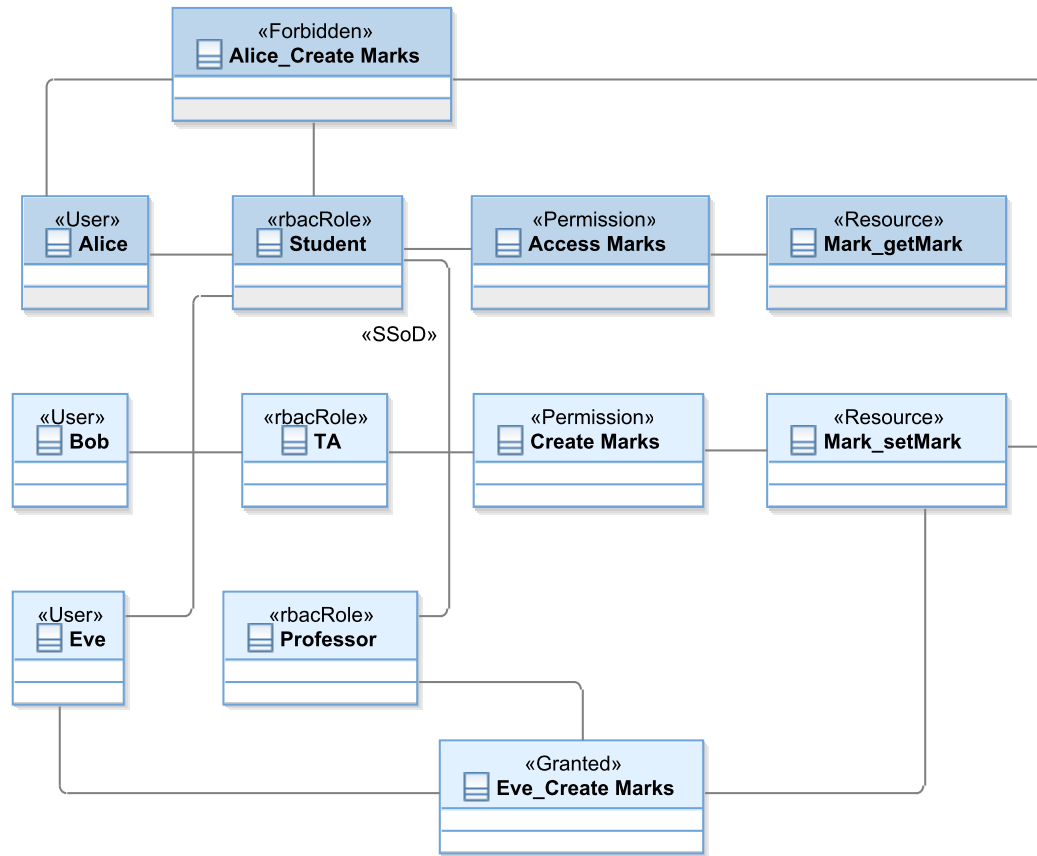 «Forbidden»
Alice_Create Marks
«User»
Alice
«rbacRole»
Student
«Permission»
Access Marks
«Resource»
Mark_getMark
«SSoD»
«User»
Bob
«rbacRole»
TA
«Permission»
Create Marks
«Resource»
Mark_setMark
«User»
Eve
«rbacRole»
Professor
«Granted»
Eve_Create Marks